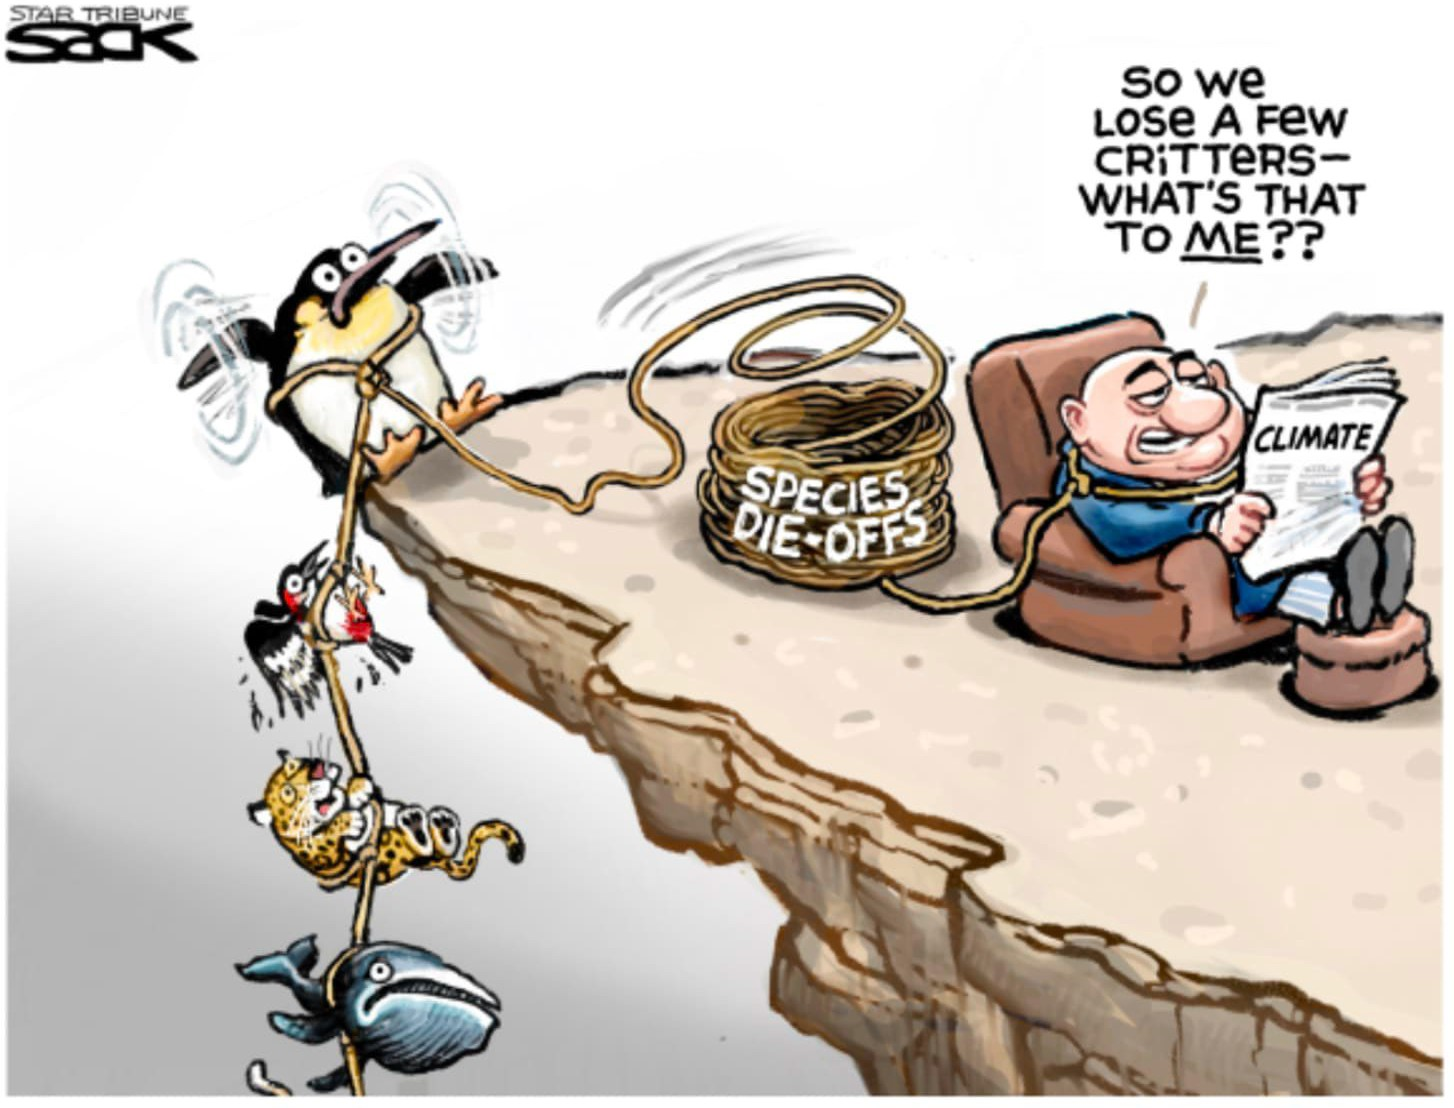 STAR TRIBUNE
SACK
SO WE
LOSE A FEW
CRITTERS—
WHAT'S THAT
TO ME??
CLIMATE
SPECIES
DIE-OFFS